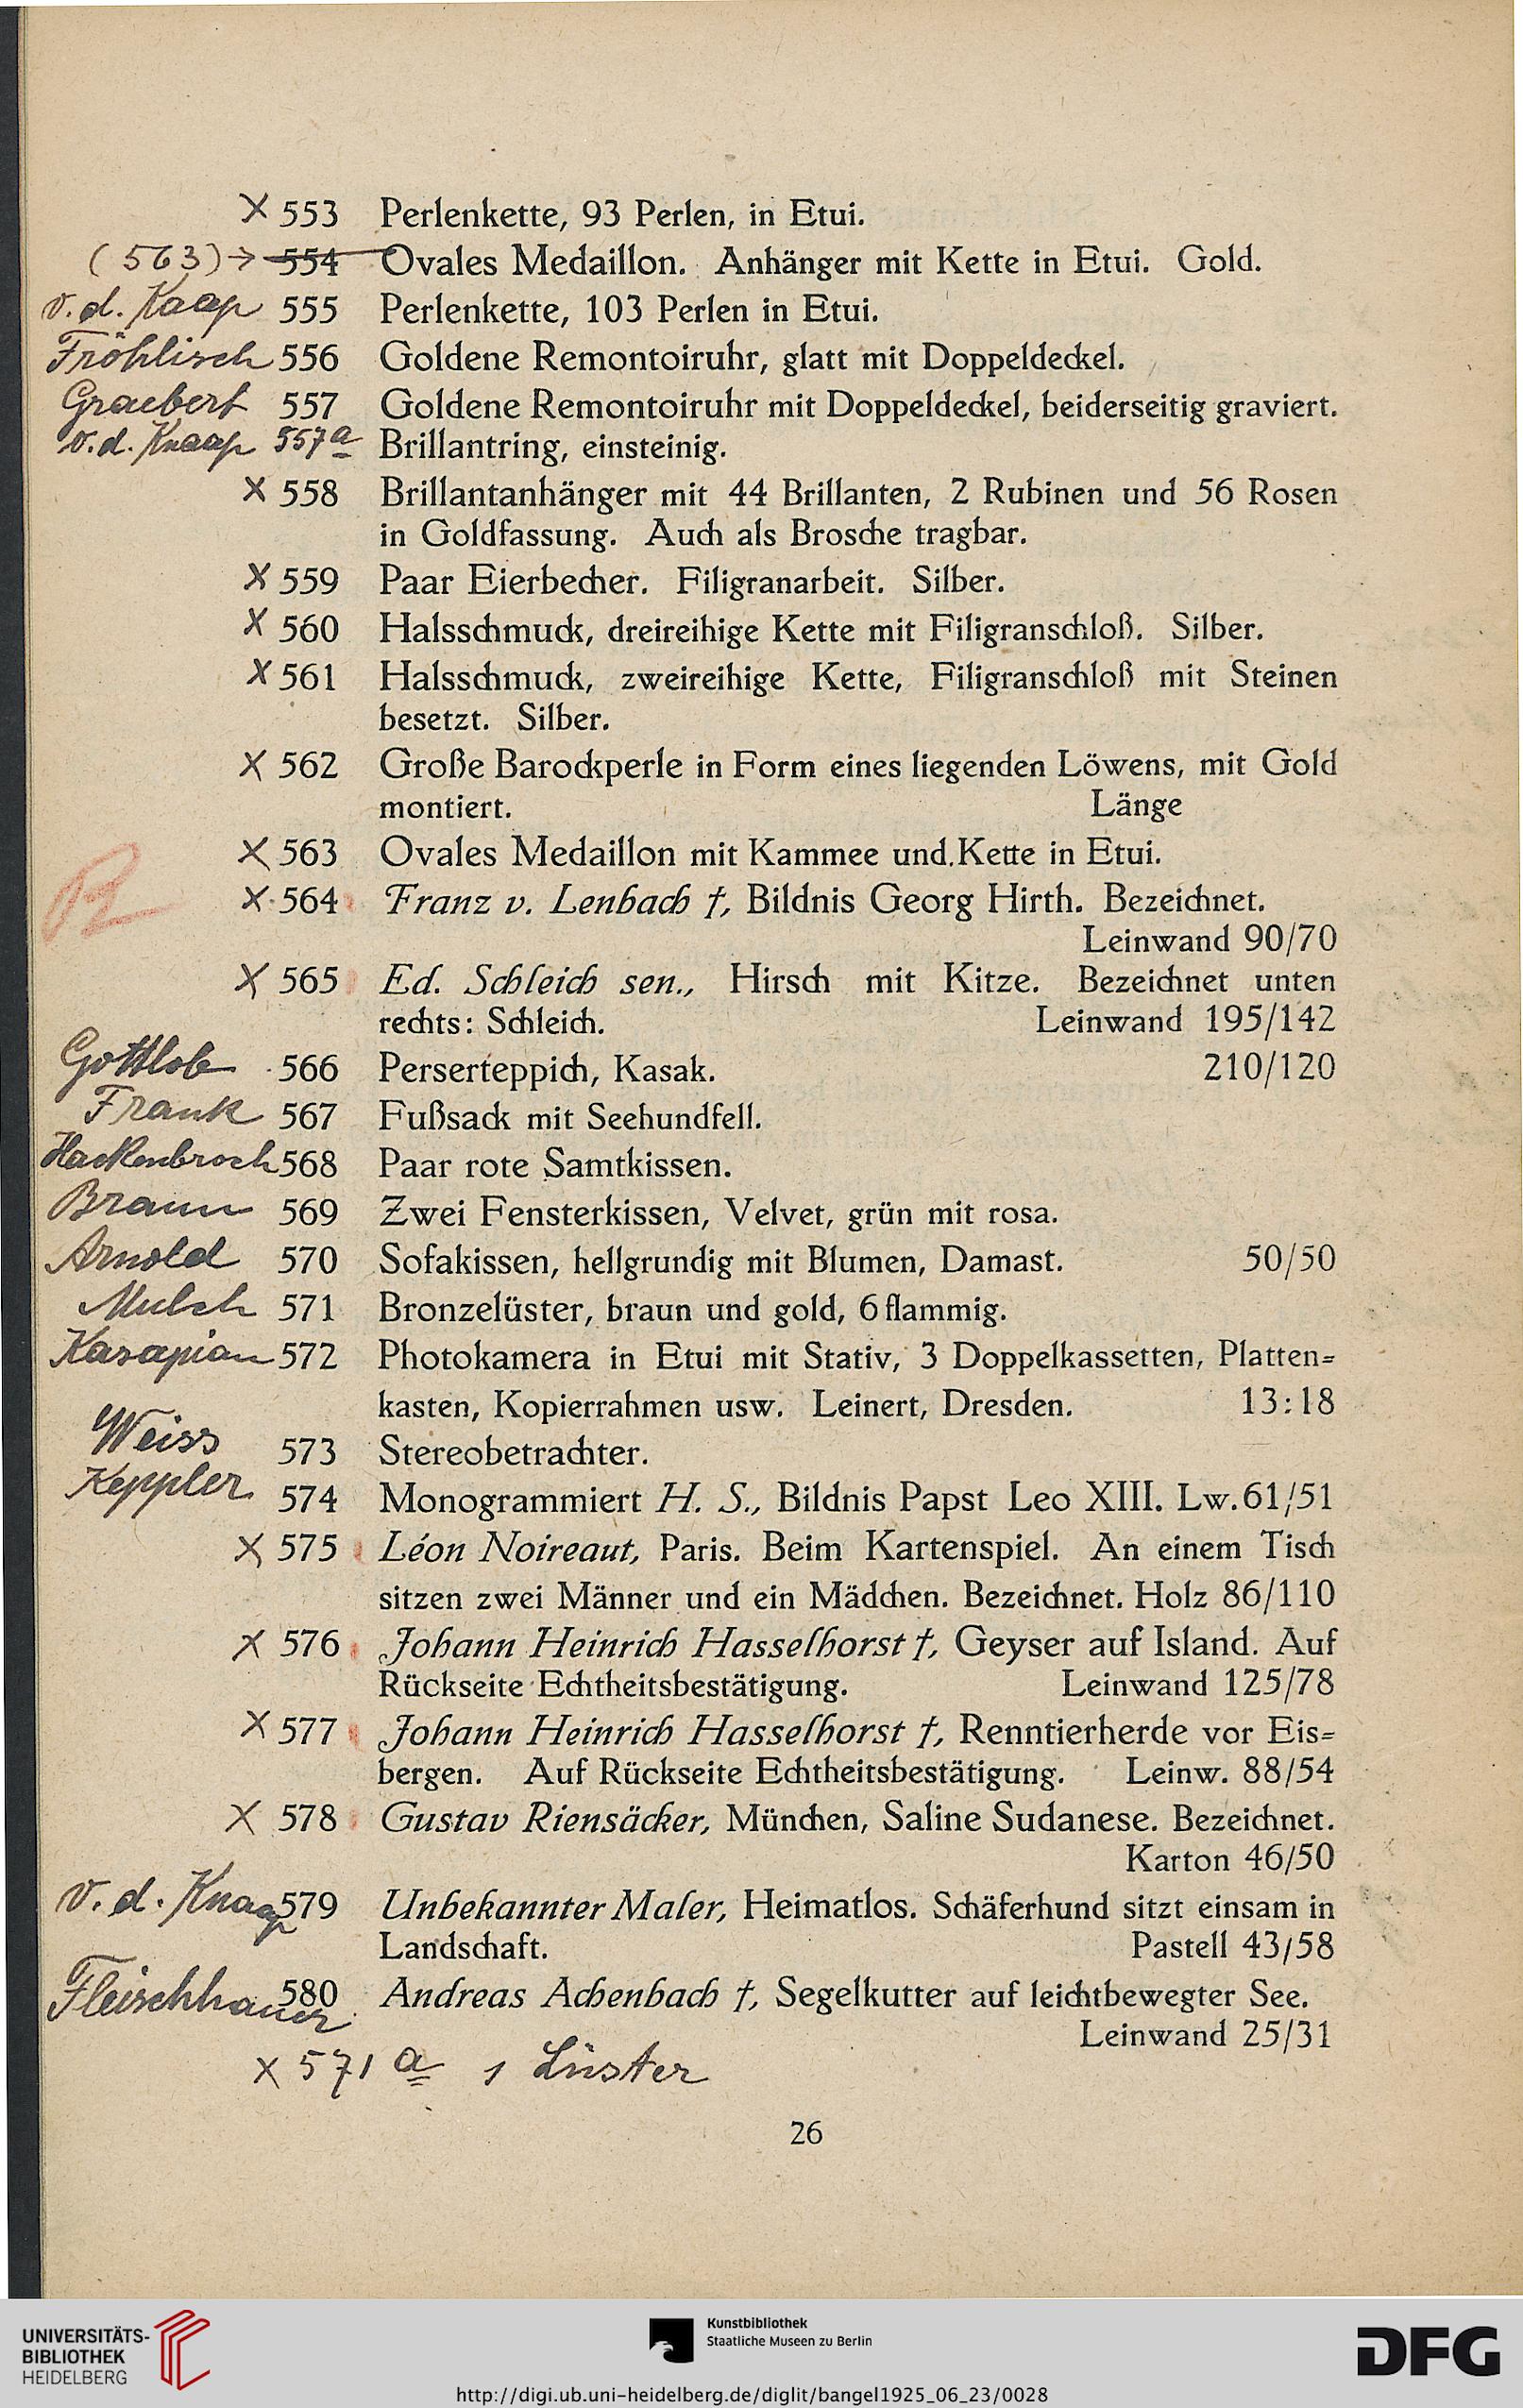 X 553 Perlenkette, 93 Perlen, in Etui.
(563)→ 554 Ovales Medaillon. Anhänger mit Kette in Etui. Gold.
v. d. Kaap 555 Perlenkette, 103 Perlen in Etui.
Fröhlisch 556 Goldene Remontoiruhr, glatt mit Doppeldeckel.
Graebert 557 Goldene Remontoiruhr mit Doppeldeckel, beiderseitig graviert.
v. d. Knaap 557a Brillantring, einsteinig.
X 558 Brillantanhänger mit 44 Brillanten, 2 Rubinen und 56 Rosen
in Goldfassung. Auch als Brosche tragbar.
X 559 Paar Eierbecher. Filigranarbeit. Silber.
X 560 Halsschmuck, dreireihige Kette mit Filigranschloß. Silber.
X 561 Halsschmuck, zweireihige Kette, Filigranschloß mit Steinen
besetzt. Silber.
X 562 Große Barockperle in Form eines liegenden Löwens, mit Gold
montiert. Länge
X 563 Ovales Medaillon mit Kammee und Kette in Etui.
X 564 Franz v. Lenbach †, Bildnis Georg Hirth. Bezeichnet.
Leinwand 90/70
X 565 Ed. Schleich sen., Hirsch mit Kitze. Bezeichnet unten
rechts: Schleich. Leinwand 195/142
Gottlob 566 Perserteppich, Kasak. 210/120
Frank 567 Fußsack mit Seehundfell.
Hackenbroch 568 Paar rote Samtkissen.
Braun 569 Zwei Fensterkissen, Velvet, grün mit rosa.
Arnold 570 Sofakissen, hellgrundig mit Blumen, Damast. 50/50
Mulch 571 Bronzelüster, braun und gold, 6 flammig.
Kasapian 572 Photokamera in Etui mit Stativ, 3 Doppelkassetten, Platten-
kasten, Kopierrahmen usw. Leinert, Dresden. 13:18
Weiss 573 Stereobetrachter.
Keppler 574 Monogrammiert H. S., Bildnis Papst Leo XIII. Lw. 61/51
X 575 Léon Noireaut, Paris. Beim Kartenspiel. An einem Tisch
sitzen zwei Männer und ein Mädchen. Bezeichnet. Holz 86/110
X 576 Johann Heinrich Hasselhorst †, Geyser auf Island. Auf
Rückseite Echtheitsbestätigung. Leinwand 125/78
X 577 Johann Heinrich Hasselhorst †, Renntierherde vor Eis-
bergen. Auf Rückseite Echtheitsbestätigung. Leinw. 88/54
X 578 Gustav Riensäcker, München, Saline Sudanese. Bezeichnet.
Karton 46/50
V. d. Knaap 579 Unbekannter Maler, Heimatlos. Schäferhund sitzt einsam in
Landschaft. Pastell 43/58
Fleischhauer 580 Andreas Achenbach †, Segelkutter auf leichtbewegter See.
Leinwand 25/31
X 571 a 1 Lüster
26
UNIVERSITÄTS-
BIBLIOTHEK
HEIDELBERG
Kunstbibliothek
Staatliche Museen zu Berlin
DFG
http://digi.ub.uni-heidelberg.de/diglit/bangel1925_06_23/0028